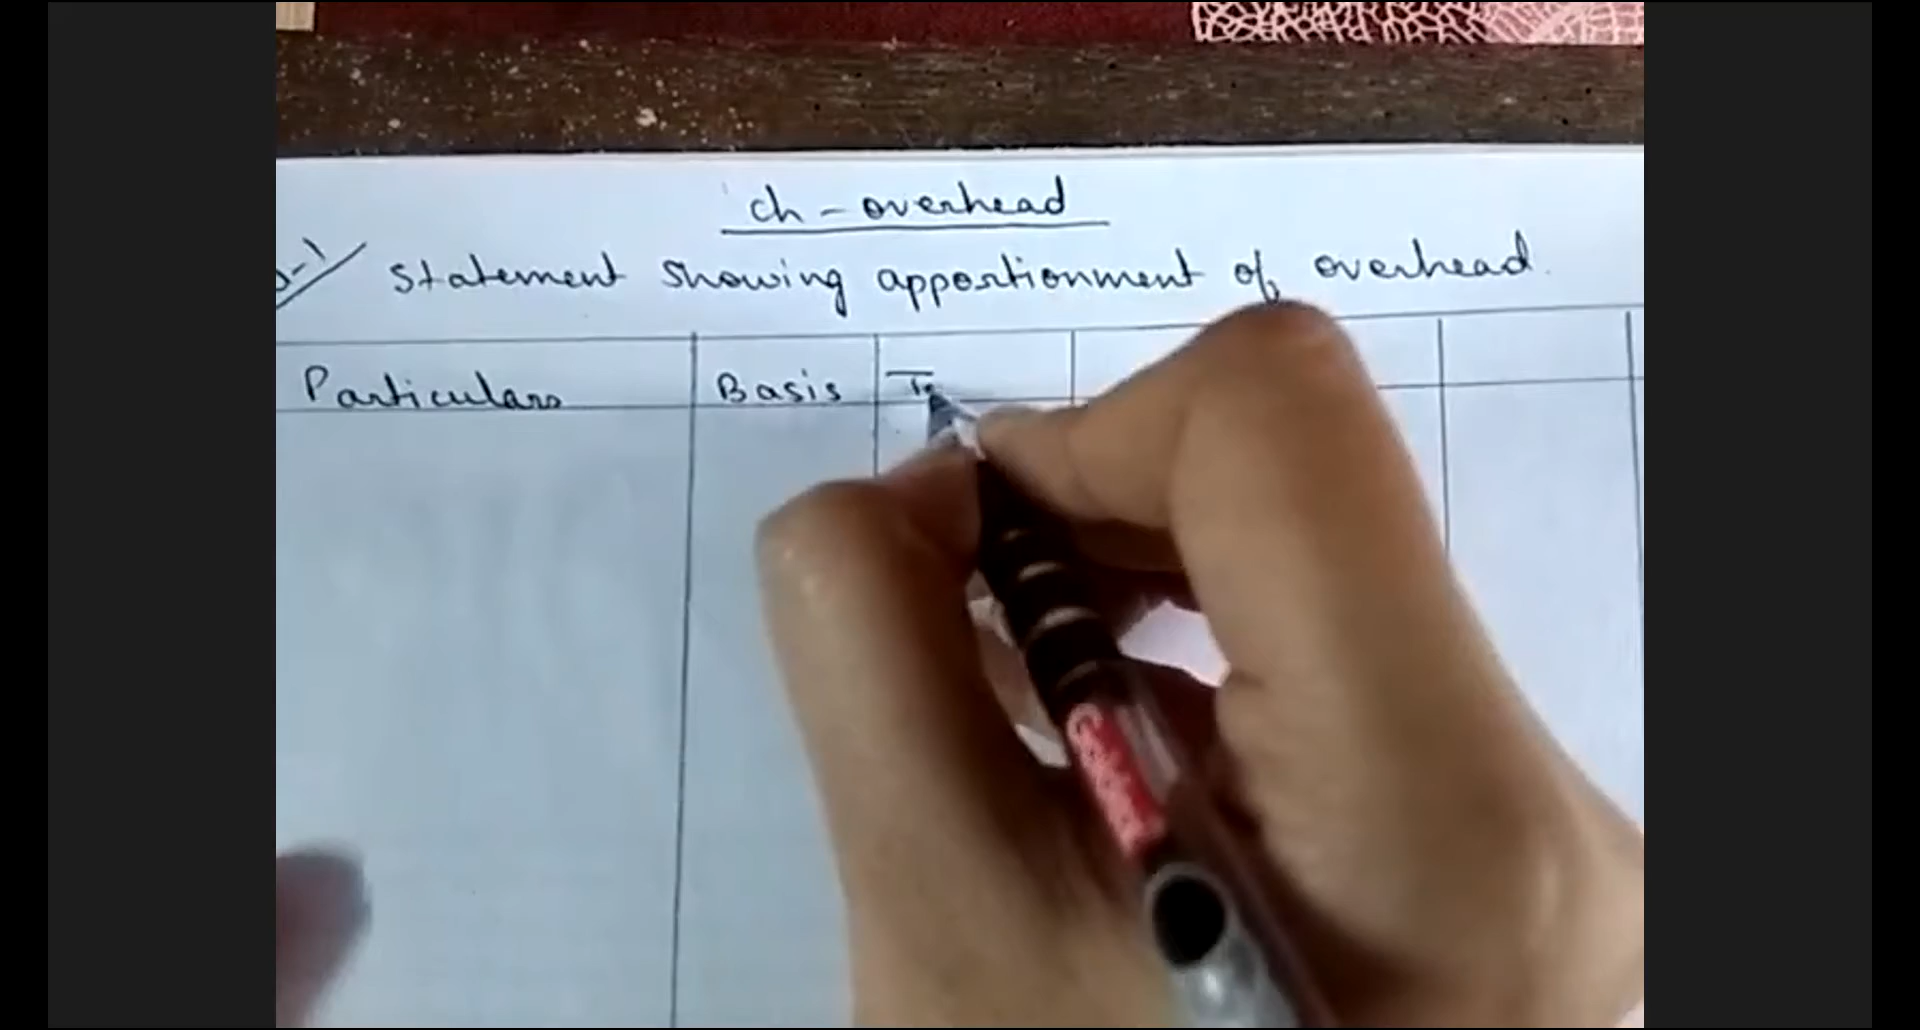 ch - overhead
Statement showing apportionment of overhead.
Particulars Basis